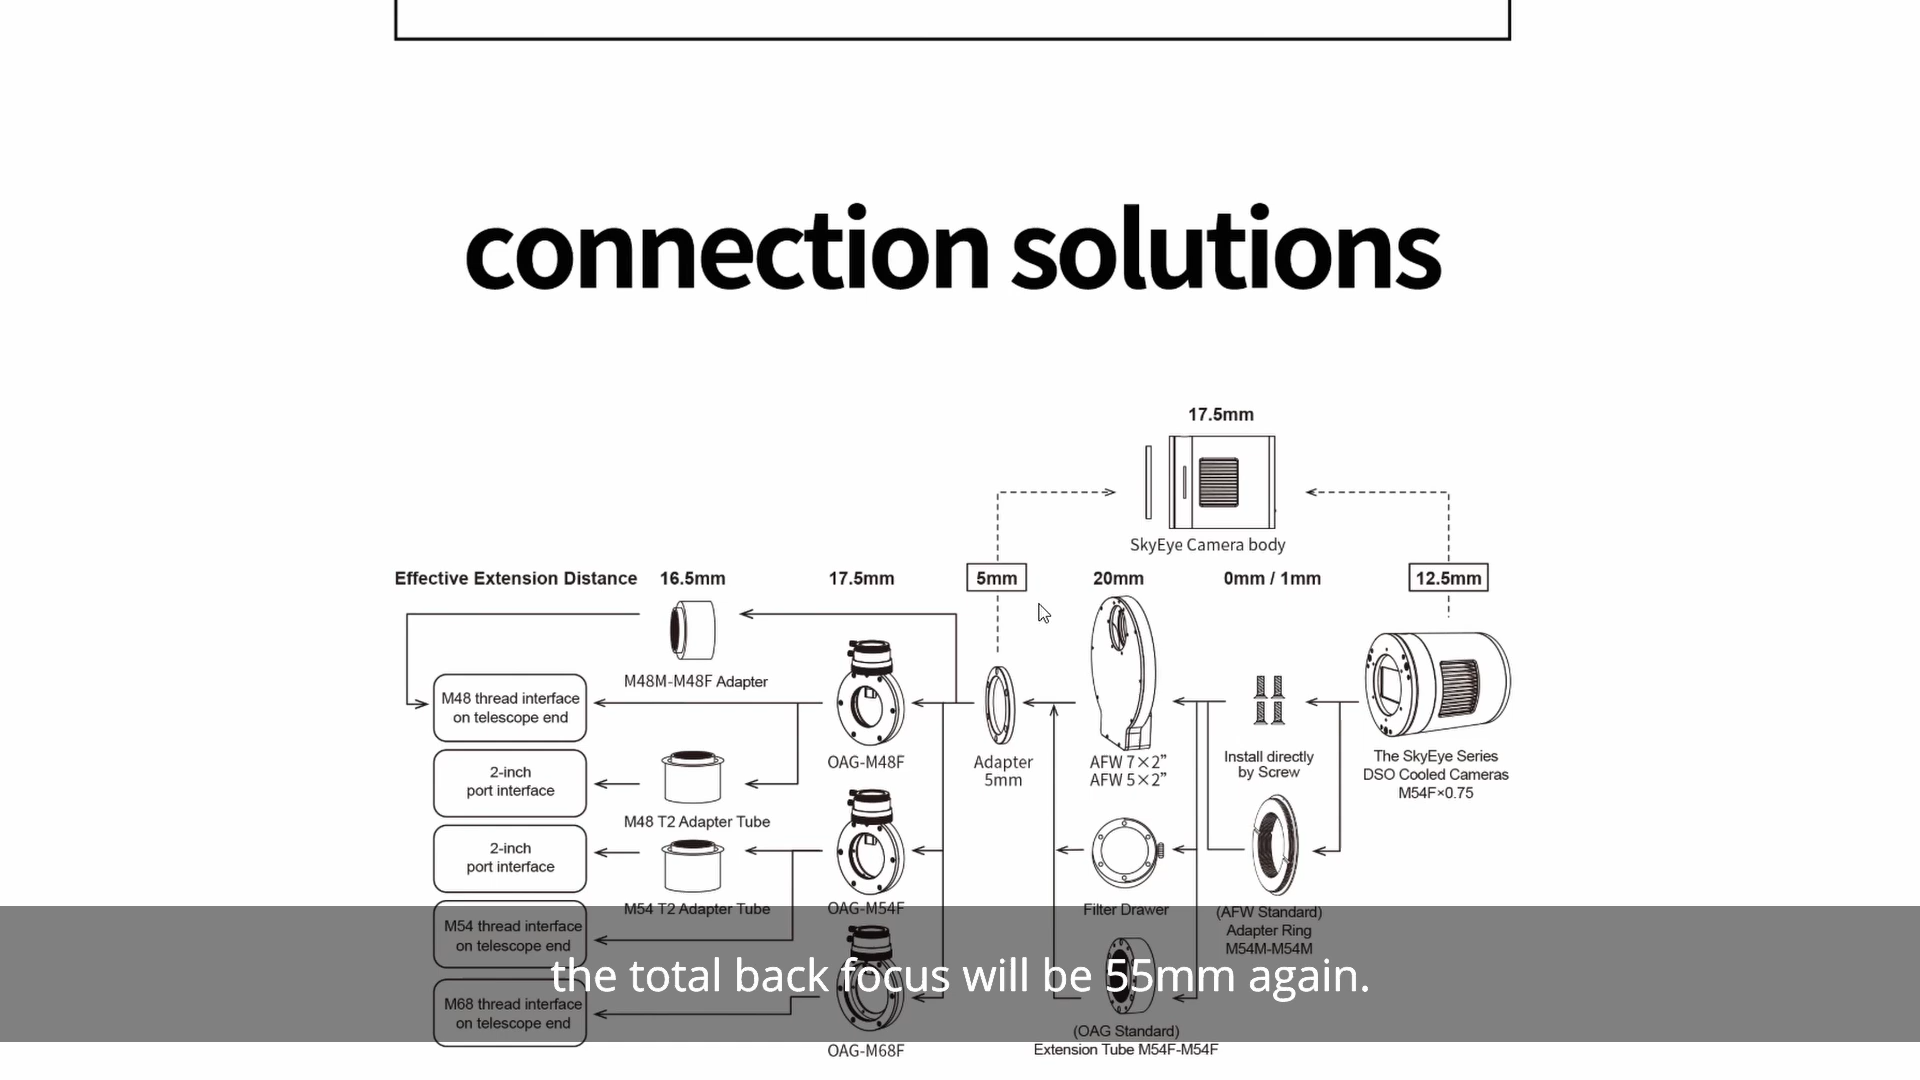 connection solutions
17.5mm
SkyEye Camera body
Effective Extension Distance
16.5mm
17.5mm
5mm
20mm
0mm / 1mm
12.5mm
M48M-M48F Adapter
M48 thread interface
on telescope end
OAG-M48F
Adapter
5mm
AFW 7×2”
AFW 5×2”
Install directly
by Screw
The SkyEye Series
DSO Cooled Cameras
M54F×0.75
2-inch
port interface
M48 T2 Adapter Tube
2-inch
port interface
M54 T2 Adapter Tube
OAG-M54F
Filter Drawer
(AFW Standard)
Adapter Ring
M54M-M54M
M54 thread interface
on telescope end
the total back focus will be 55mm again.
M68 thread interface
on telescope end
OAG-M68F
(OAG Standard)
Extension Tube M54F-M54F